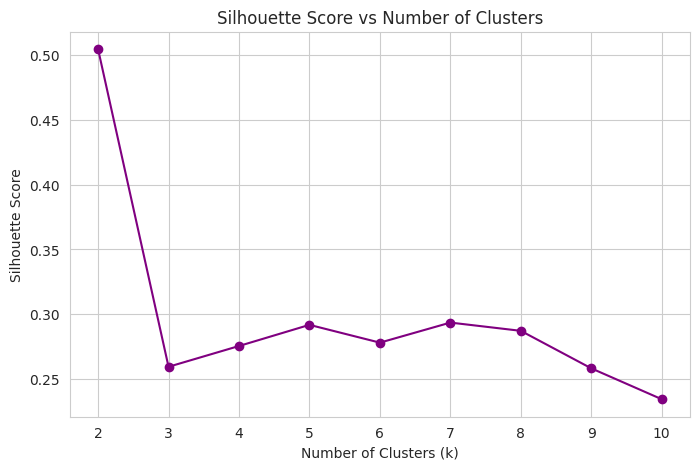 Silhouette Score vs Number of Clusters
Silhouette Score
0.50
0.45
0.40
0.35
0.30
0.25
2 3 4 5 6 7 8 9 10
Number of Clusters (k)